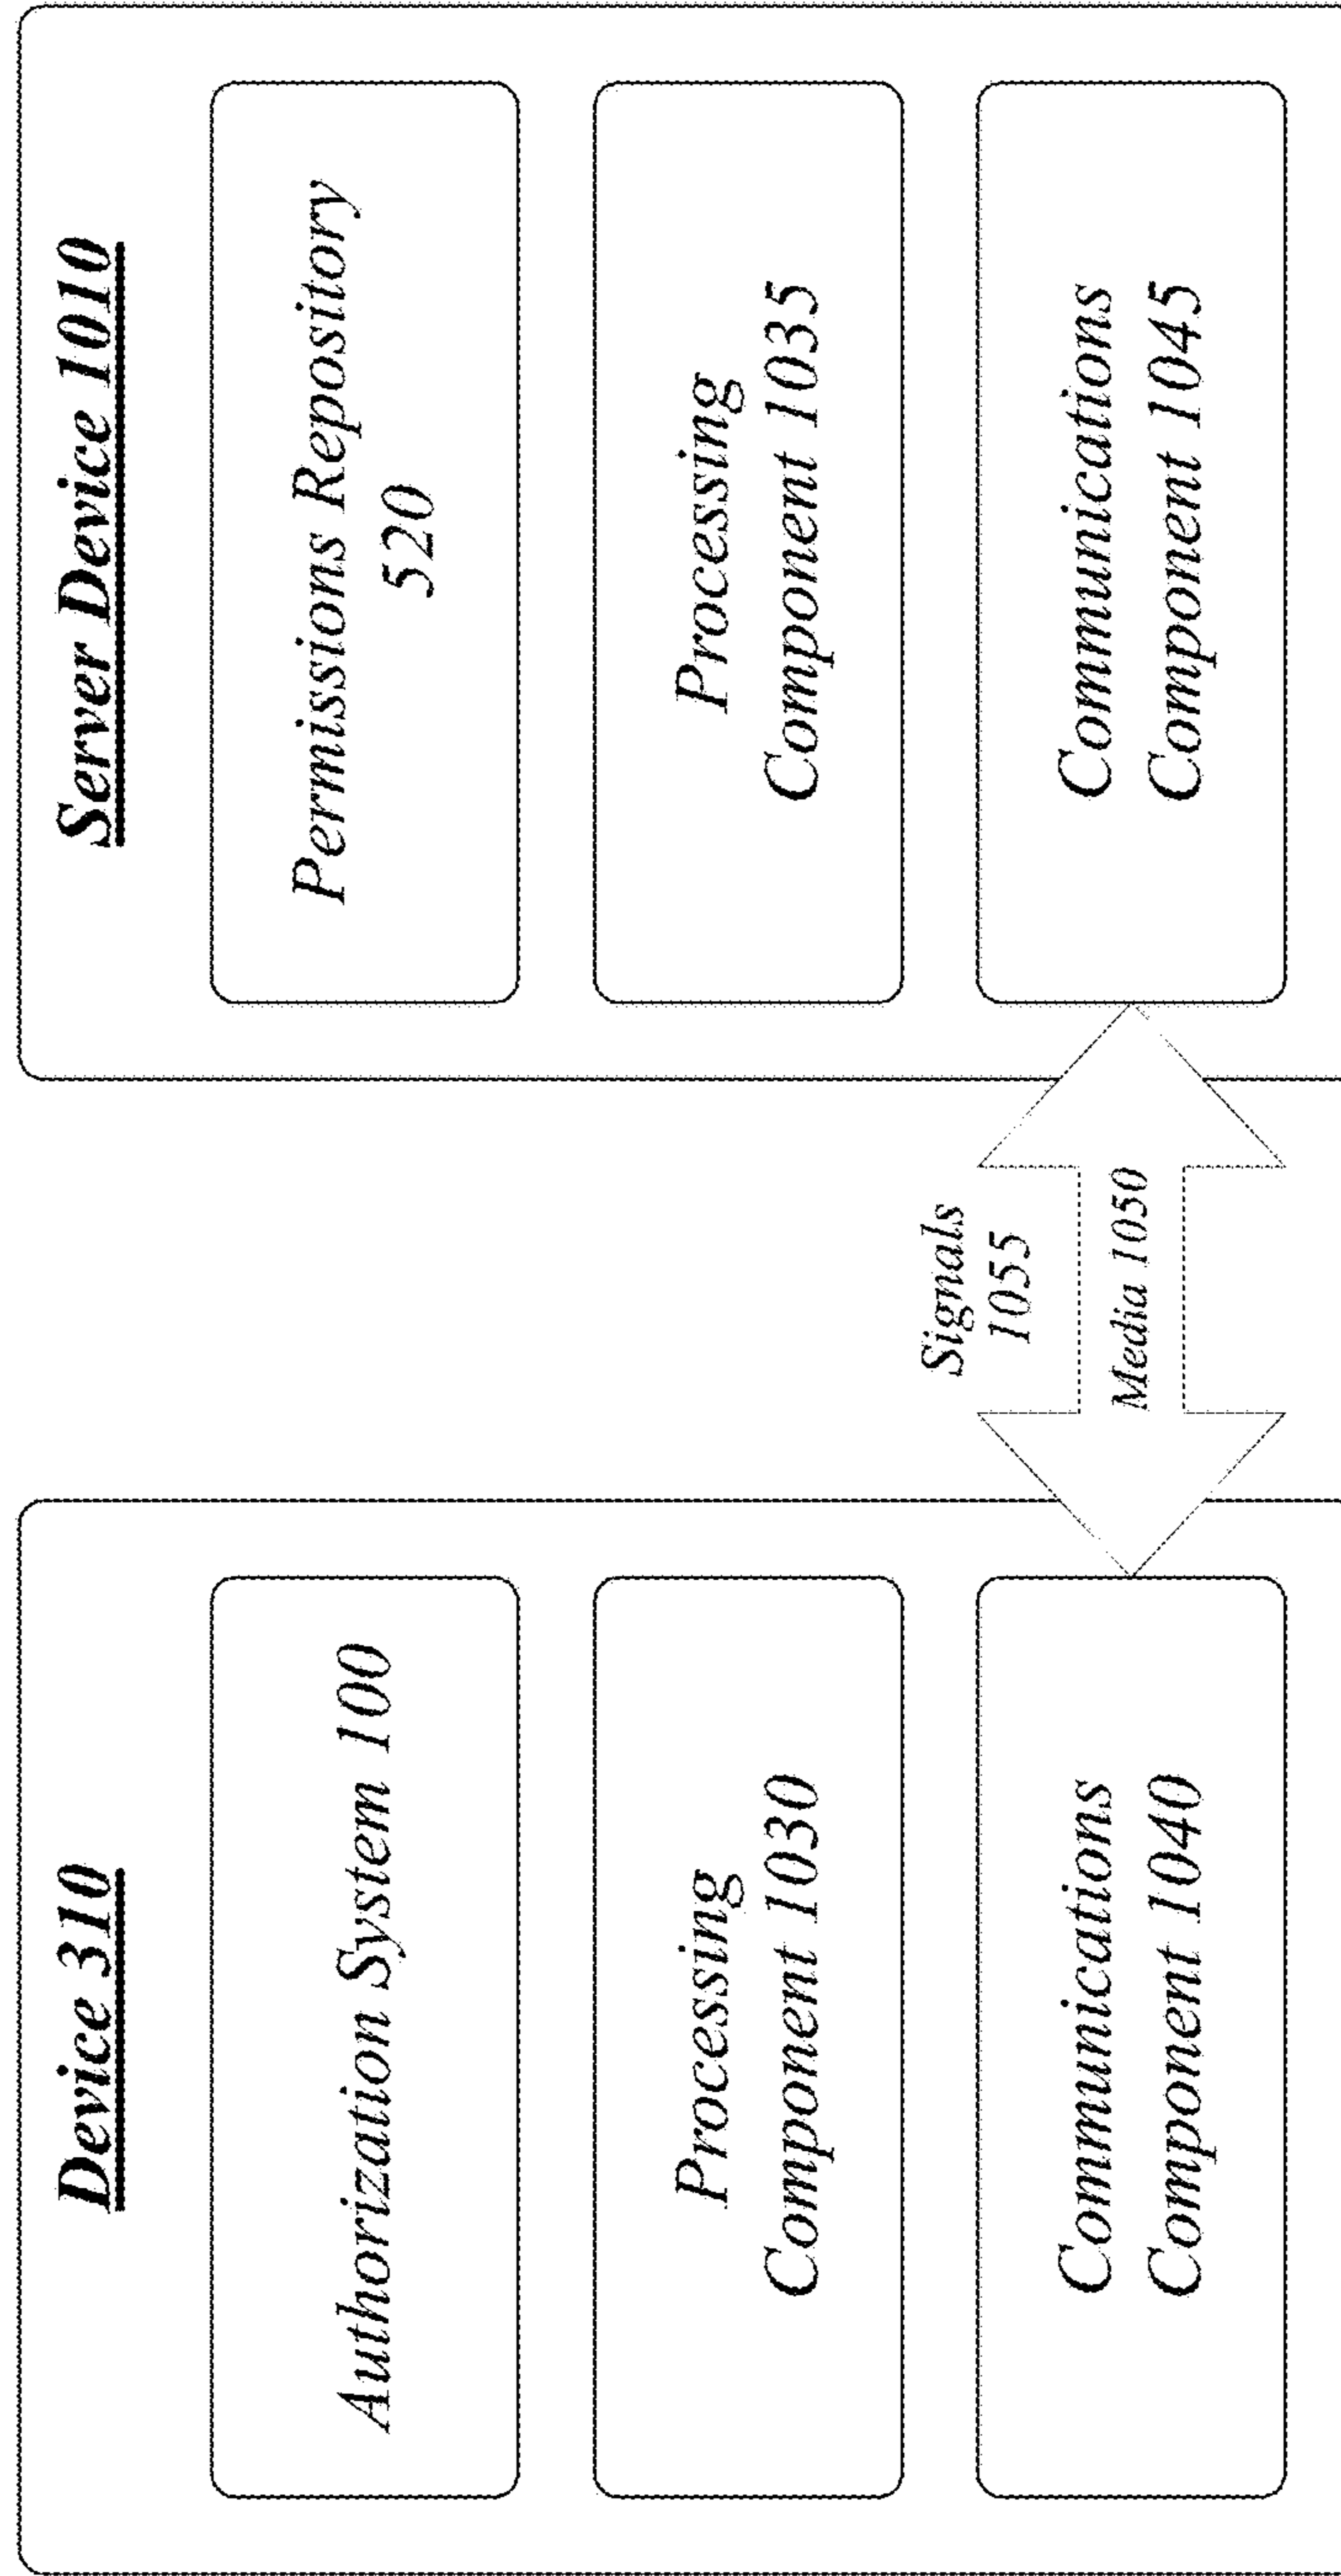 Device 310
Authorization System 100
Processing
Component 1030
Communications
Component 1040
Signals
1055
Media 1050
Server Device 1010
Permissions Repository
520
Processing
Component 1035
Communications
Component 1045